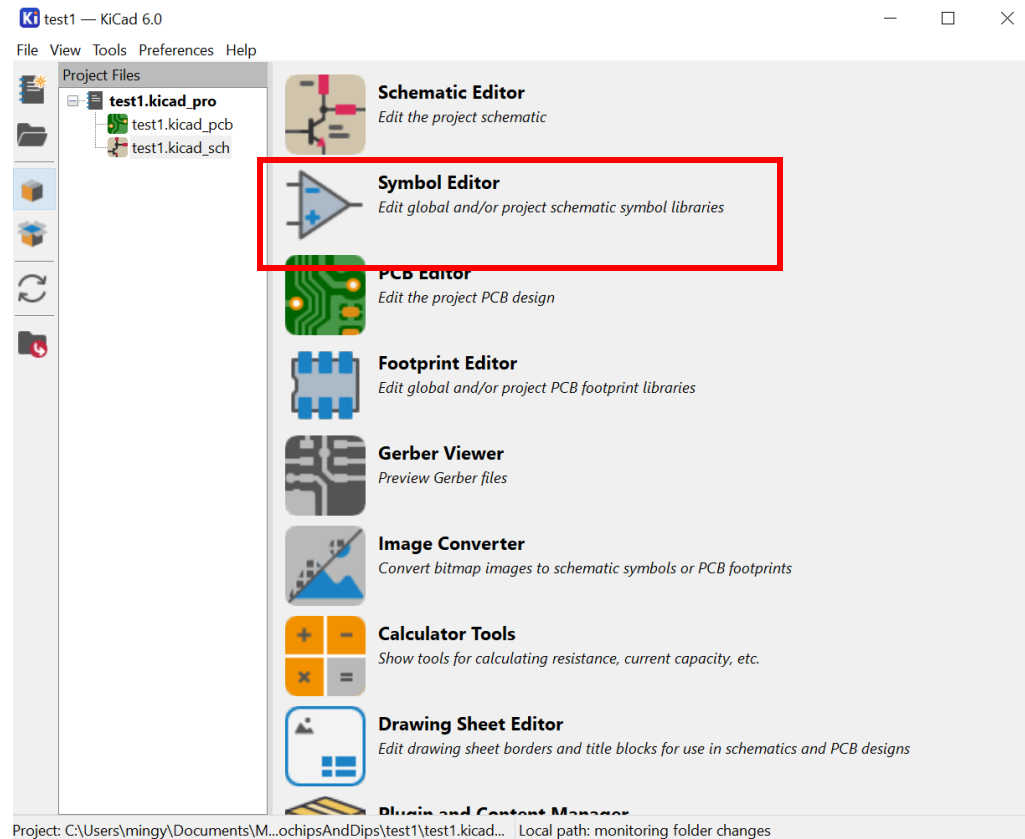 Ki test1 — KiCad 6.0
File View Tools Preferences Help
Project Files
test1.kicad_pro
test1.kicad_pcb
test1.kicad_sch
Schematic Editor
Edit the project schematic
Symbol Editor
Edit global and/or project schematic symbol libraries
PCB Editor
Edit the project PCB design
Footprint Editor
Edit global and/or project PCB footprint libraries
Gerber Viewer
Preview Gerber files
Image Converter
Convert bitmap images to schematic symbols or PCB footprints
Calculator Tools
Show tools for calculating resistance, current capacity, etc.
Drawing Sheet Editor
Edit drawing sheet borders and title blocks for use in schematics and PCB designs
Plugin and Content Manager
Project: C:\Users\mingy\Documents\M...ochipsAndDips\test1\test1.kicad... Local path: monitoring folder changes